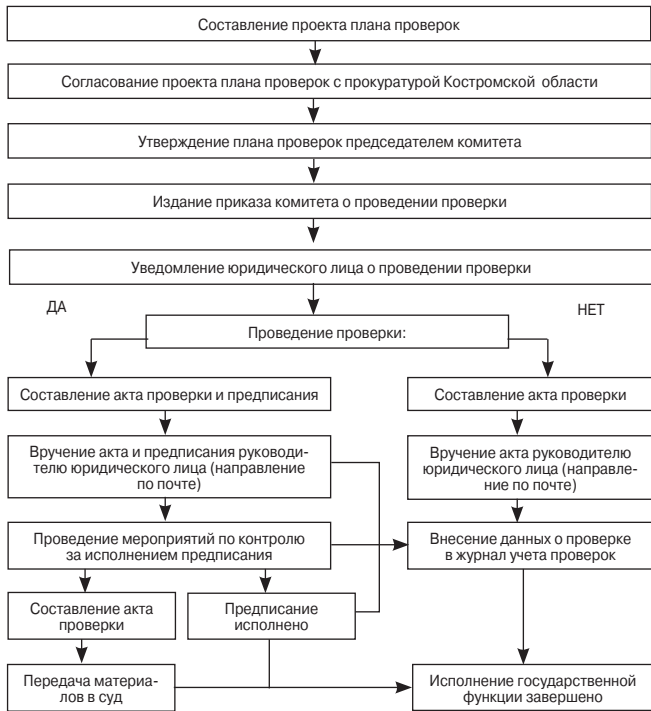 Составление проекта плана проверок
Согласование проекта плана проверок с прокуратурой Костромской области
Утверждение плана проверок председателем комитета
Издание приказа комитета о проведении проверки
Уведомление юридического лица о проведении проверки
ДА
НЕТ
Проведение проверки:
Составление акта проверки и предписания
Составление акта проверки
Вручение акта и предписания руководи-
телю юридического лица (направление
по почте)
Вручение акта руководителю
юридического лица (направле-
ние по почте)
Проведение мероприятий по контролю
за исполнением предписания
Внесение данных о проверке
в журнал учета проверок
Составление акта
проверки
Предписание
исполнено
Передача материа-
лов в суд
Исполнение государственной
функции завершено